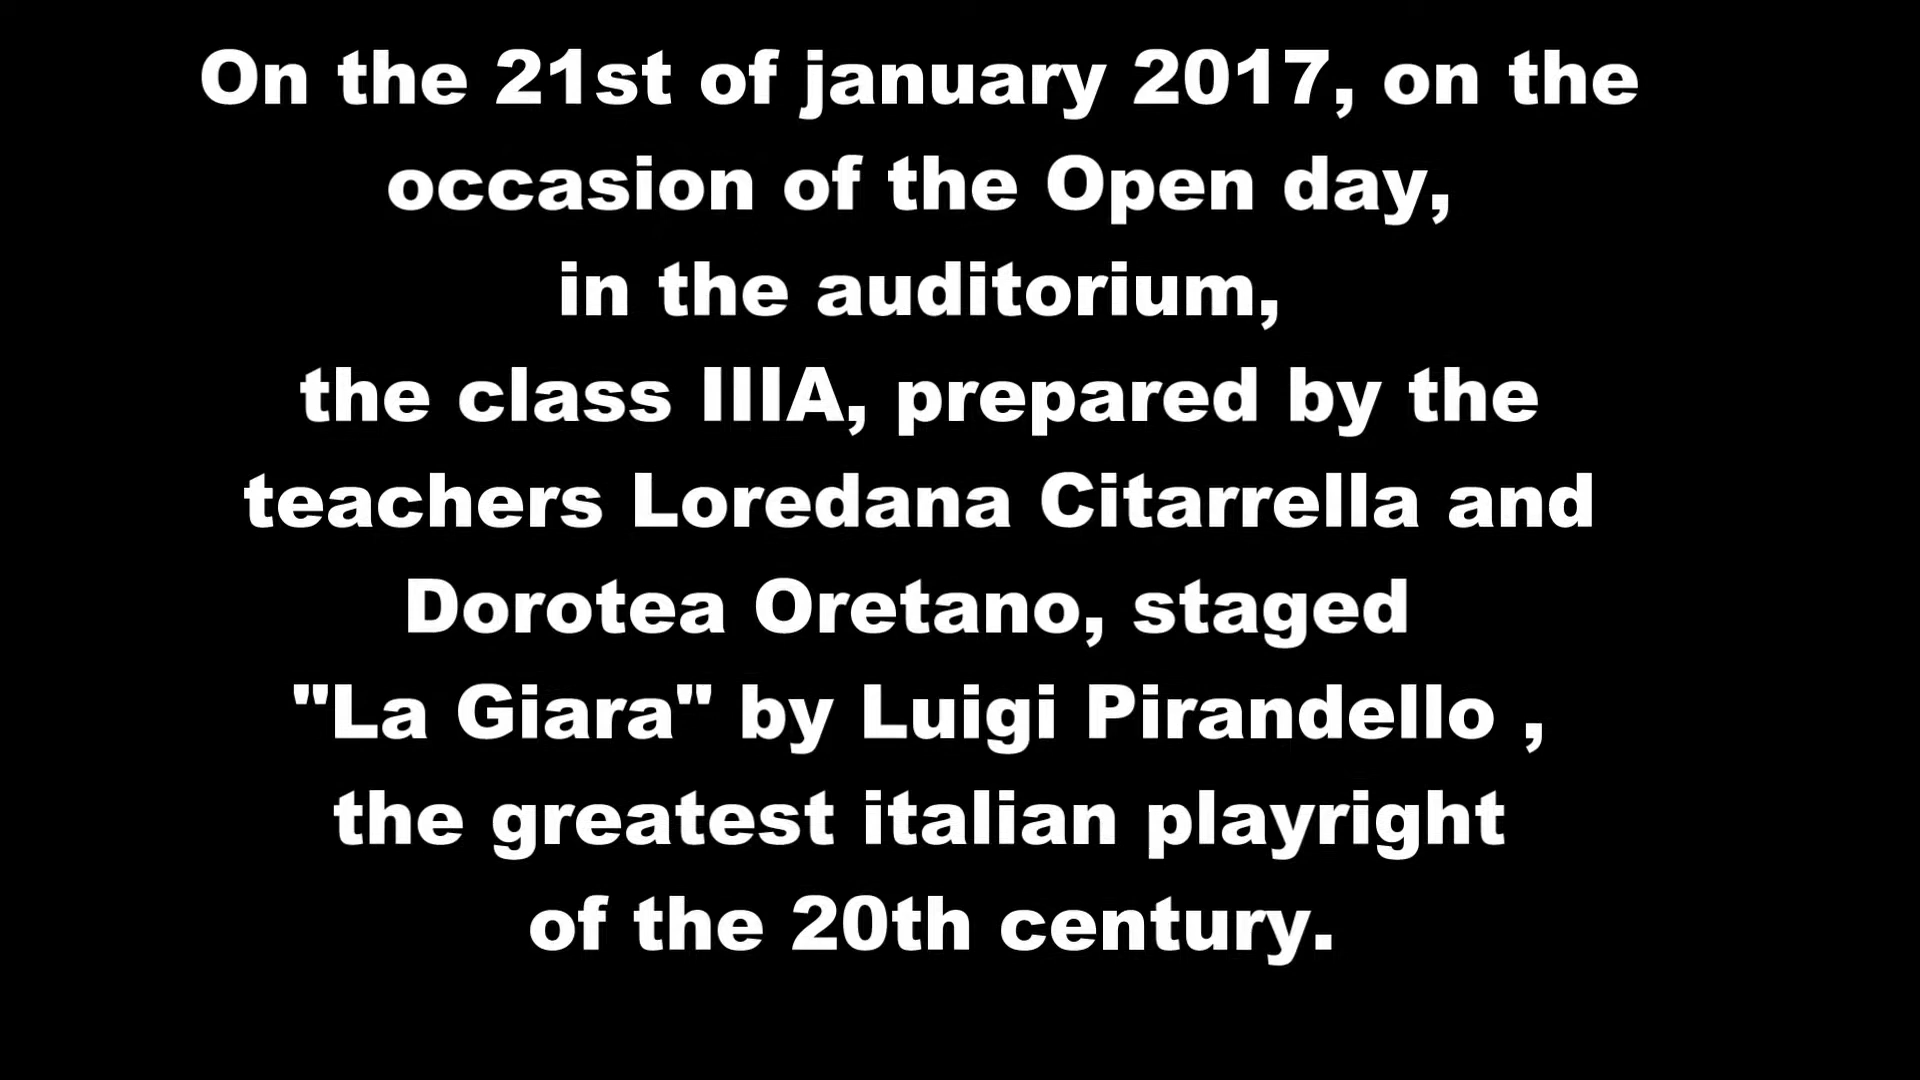 On the 21st of january 2017, on the
occasion of the Open day,
in the auditorium,
the class IIIA, prepared by the
teachers Loredana Citarrella and
Dorotea Oretano, staged
"La Giara" by Luigi Pirandello ,
the greatest italian playright
of the 20th century.